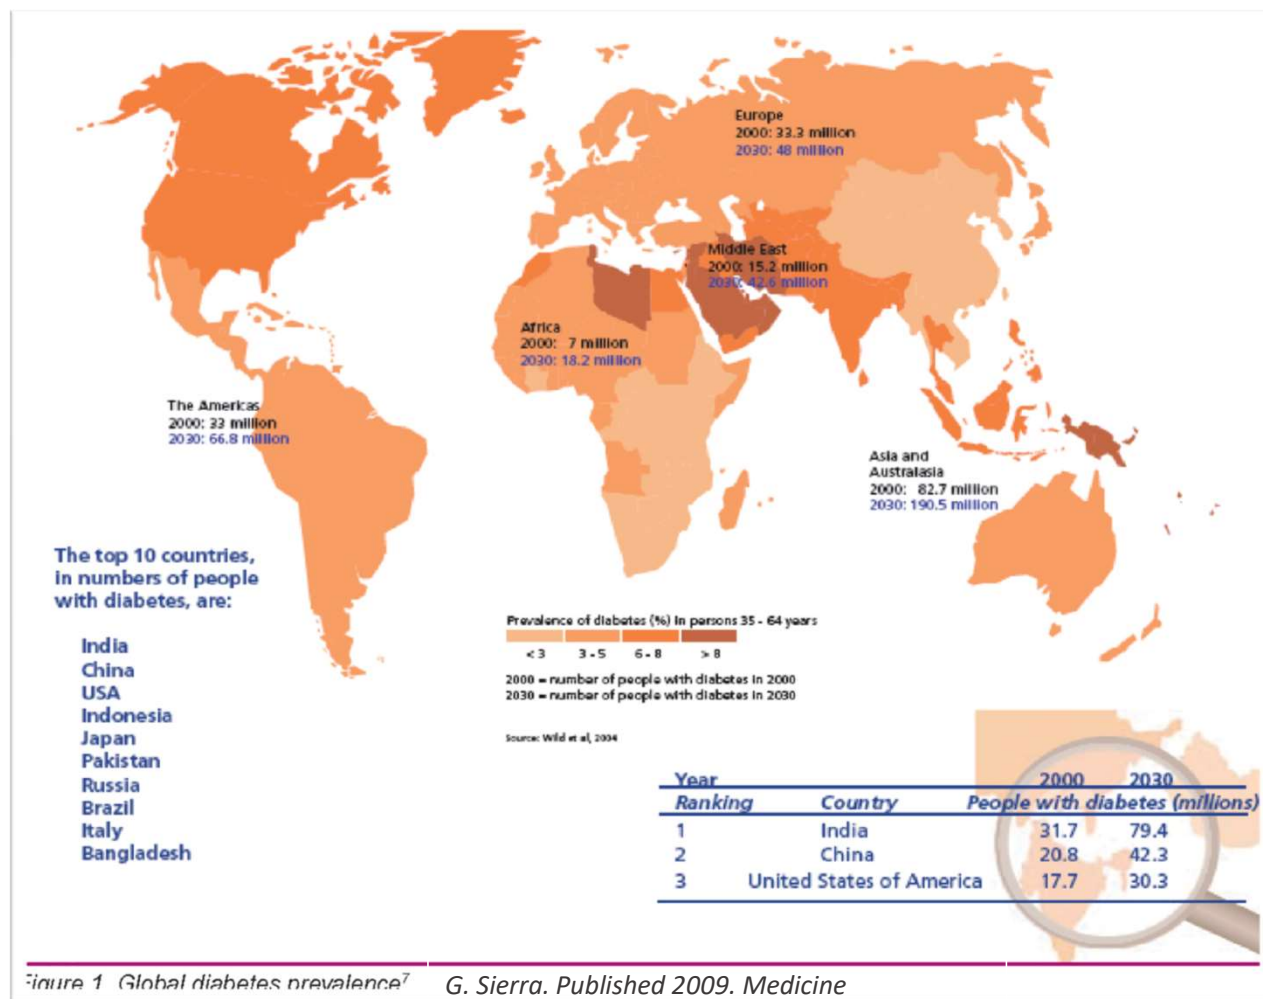 Europe
2000: 33.3 million
2030: 48 million
Middle East
2000: 15.2 million
2030: 42.6 million
Africa
2000: 7 million
2030: 18.2 million
The Americas
2000: 33 million
2030: 66.8 million
Asia and
Australasia
2000: 82.7 million
2030: 190.5 million
The top 10 countries,
in numbers of people
with diabetes, are:
India
China
USA
Indonesia
Japan
Pakistan
Russia
Brazil
Italy
Bangladesh
Prevalence of diabetes (%) in persons 35 - 64 years
< 3 3 - 5 6 - 8 > 8
2000 = number of people with diabetes in 2000
2030 = number of people with diabetes in 2030
Source: Wild et al, 2004
Year 2000 2030
Ranking Country People with diabetes (millions)
1 India 31.7 79.4
2 China 20.8 42.3
3 United States of America 17.7 30.3
Figure 1 Global diabetes prevalence7 G. Sierra. Published 2009. Medicine